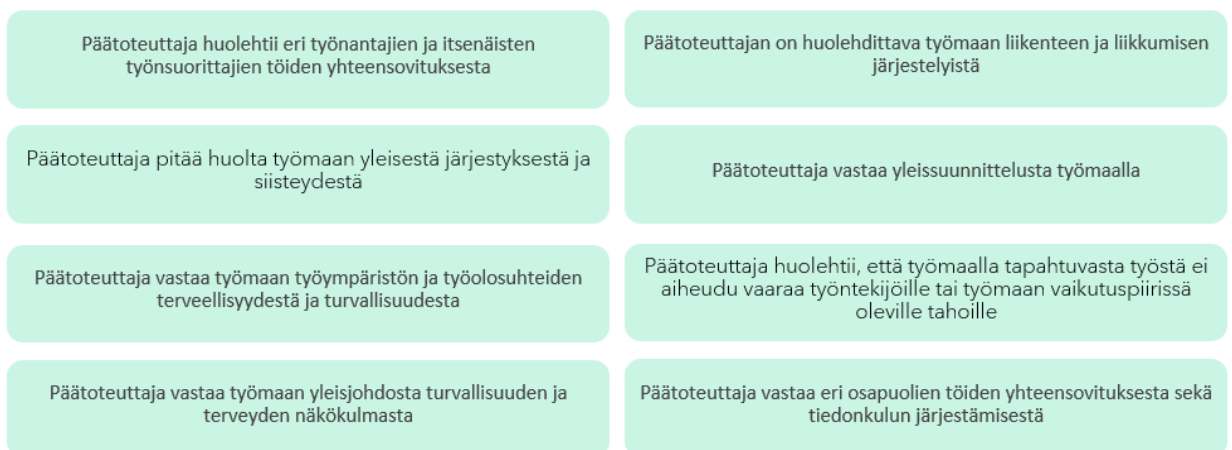 Päätoteuttaja huolehtii eri työnantajien ja itsenäisten
työnsuorittajien töiden yhteensovituksesta
Päätoteuttajan on huolehdittava työmaan liikenteen ja liikkumisen
järjestelyistä
Päätoteuttaja pitää huolta työmaan yleisestä järjestyksestä ja
siisteydestä
Päätoteuttaja vastaa yleissuunnittelusta työmaalla
Päätoteuttaja vastaa työmaan työympäristön ja työolosuhteiden
terveellisyydestä ja turvallisuudesta
Päätoteuttaja huolehtii, että työmaalla tapahtuvasta työstä ei
aiheudu vaaraa työntekijöille tai työmaan vaikutuspiirissä
oleville tahoille
Päätoteuttaja vastaa työmaan yleisjohdosta turvallisuuden ja
terveyden näkökulmasta
Päätoteuttaja vastaa eri osapuolien töiden yhteensovituksesta sekä
tiedonkulun järjestämisestä